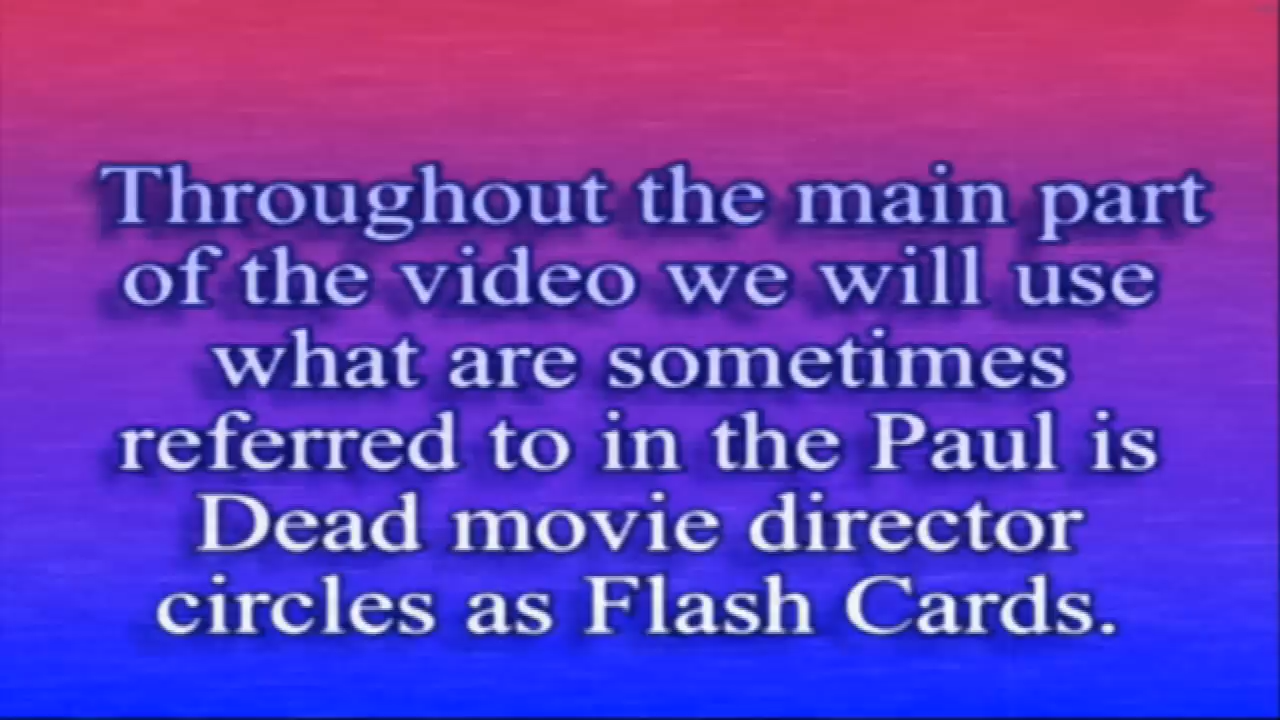 Throughout the main part
of the video we will use
what are sometimes
referred to in the Paul is
Dead movie director
circles as Flash Cards.